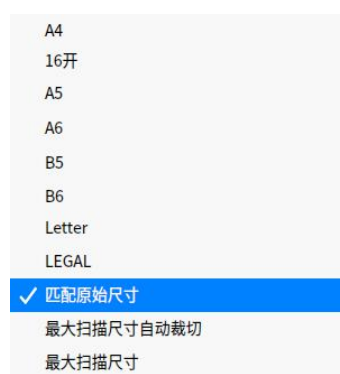 A4
16开
A5
A6
B5
B6
Letter
LEGAL
匹配原始尺寸
最大扫描尺寸自动裁切
最大扫描尺寸